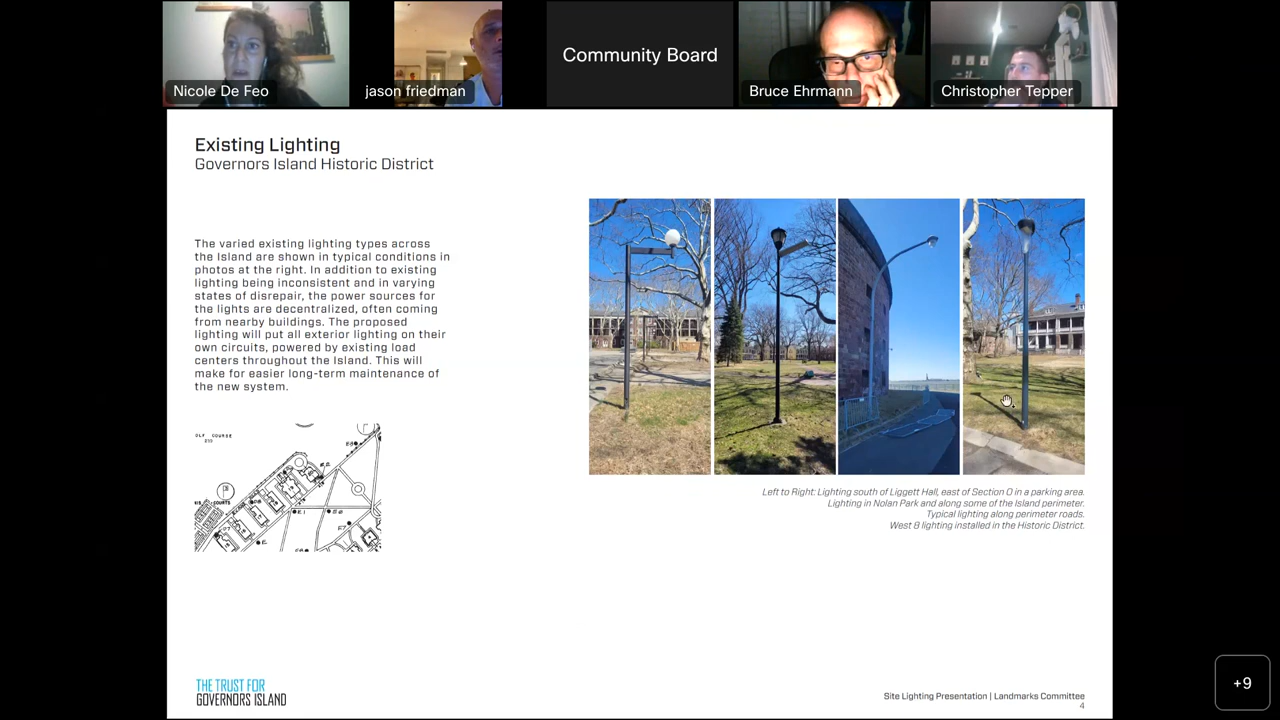 Nicole De Feo
jason friedman
Community Board
Bruce Ehrmann
Christopher Tepper
Existing Lighting
Governors Island Historic District
The varied existing lighting types across
the Island are shown in typical conditions in
photos at the right. In addition to existing
lighting being inconsistent and in varying
states of disrepair, the power sources for
the lights are decentralized, often coming
from nearby buildings. The proposed
lighting will put all exterior lighting on their
own circuits, powered by existing load
centers throughout the Island. This will
make for easier long-term maintenance of
the new system.
Left to Right: Lighting south of Liggett Hall, east of Section O in a parking area.
Lighting in Nolan Park and along some of the Island perimeter.
Typical lighting along perimeter roads.
West 8 lighting installed in the Historic District.
COURSE
COURTS
THE TRUST FOR
GOVERNORS ISLAND
Site Lighting Presentation | Landmarks Committee
4
+9